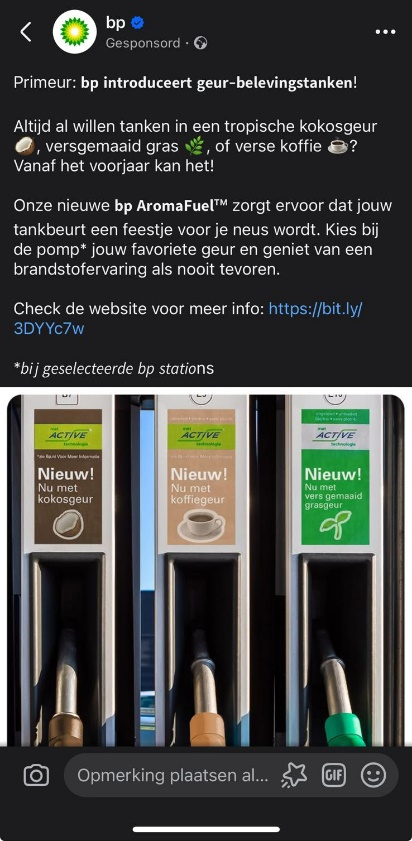 bp
Gesponsord ·
Primeur: bp introduceert geur-belevingstanken!
Altijd al willen tanken in een tropische kokosgeur
🥥, versgemaaid gras 🌿, of verse koffie ☕?
Vanaf het voorjaar kan het!
Onze nieuwe bp AromaFuel™ zorgt ervoor dat jouw
tankbeurt een feestje voor je neus wordt. Kies bij
de pomp* jouw favoriete geur en geniet van een
brandstofervaring als nooit tevoren.
Check de website voor meer info: https://bit.ly/
3DYYc7w
*bij geselecteerde bp stations
B7
E5
E10
met
ACTIVE
technologie
Nieuw!
Nu met
kokosgeur
met
ACTIVE
technologie
Nieuw!
Nu met
koffiegeur
met
ACTIVE
technologie
Nieuw!
Nu met
vers gemaaid
grasgeur
Opmerking plaatsen al...
GIF